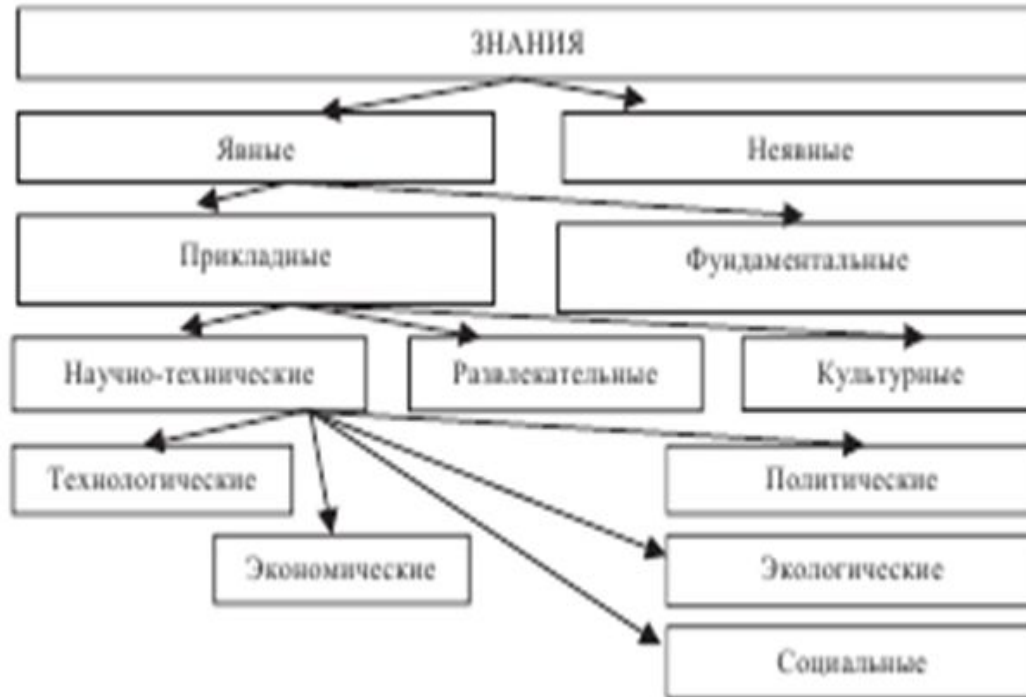 ЗНАНИЯ
Явные
Неявные
Прикладные
Фундаментальные
Научно-технические
Развлекательные
Культурные
Технологические
Политические
Экономические
Экологические
Социальные